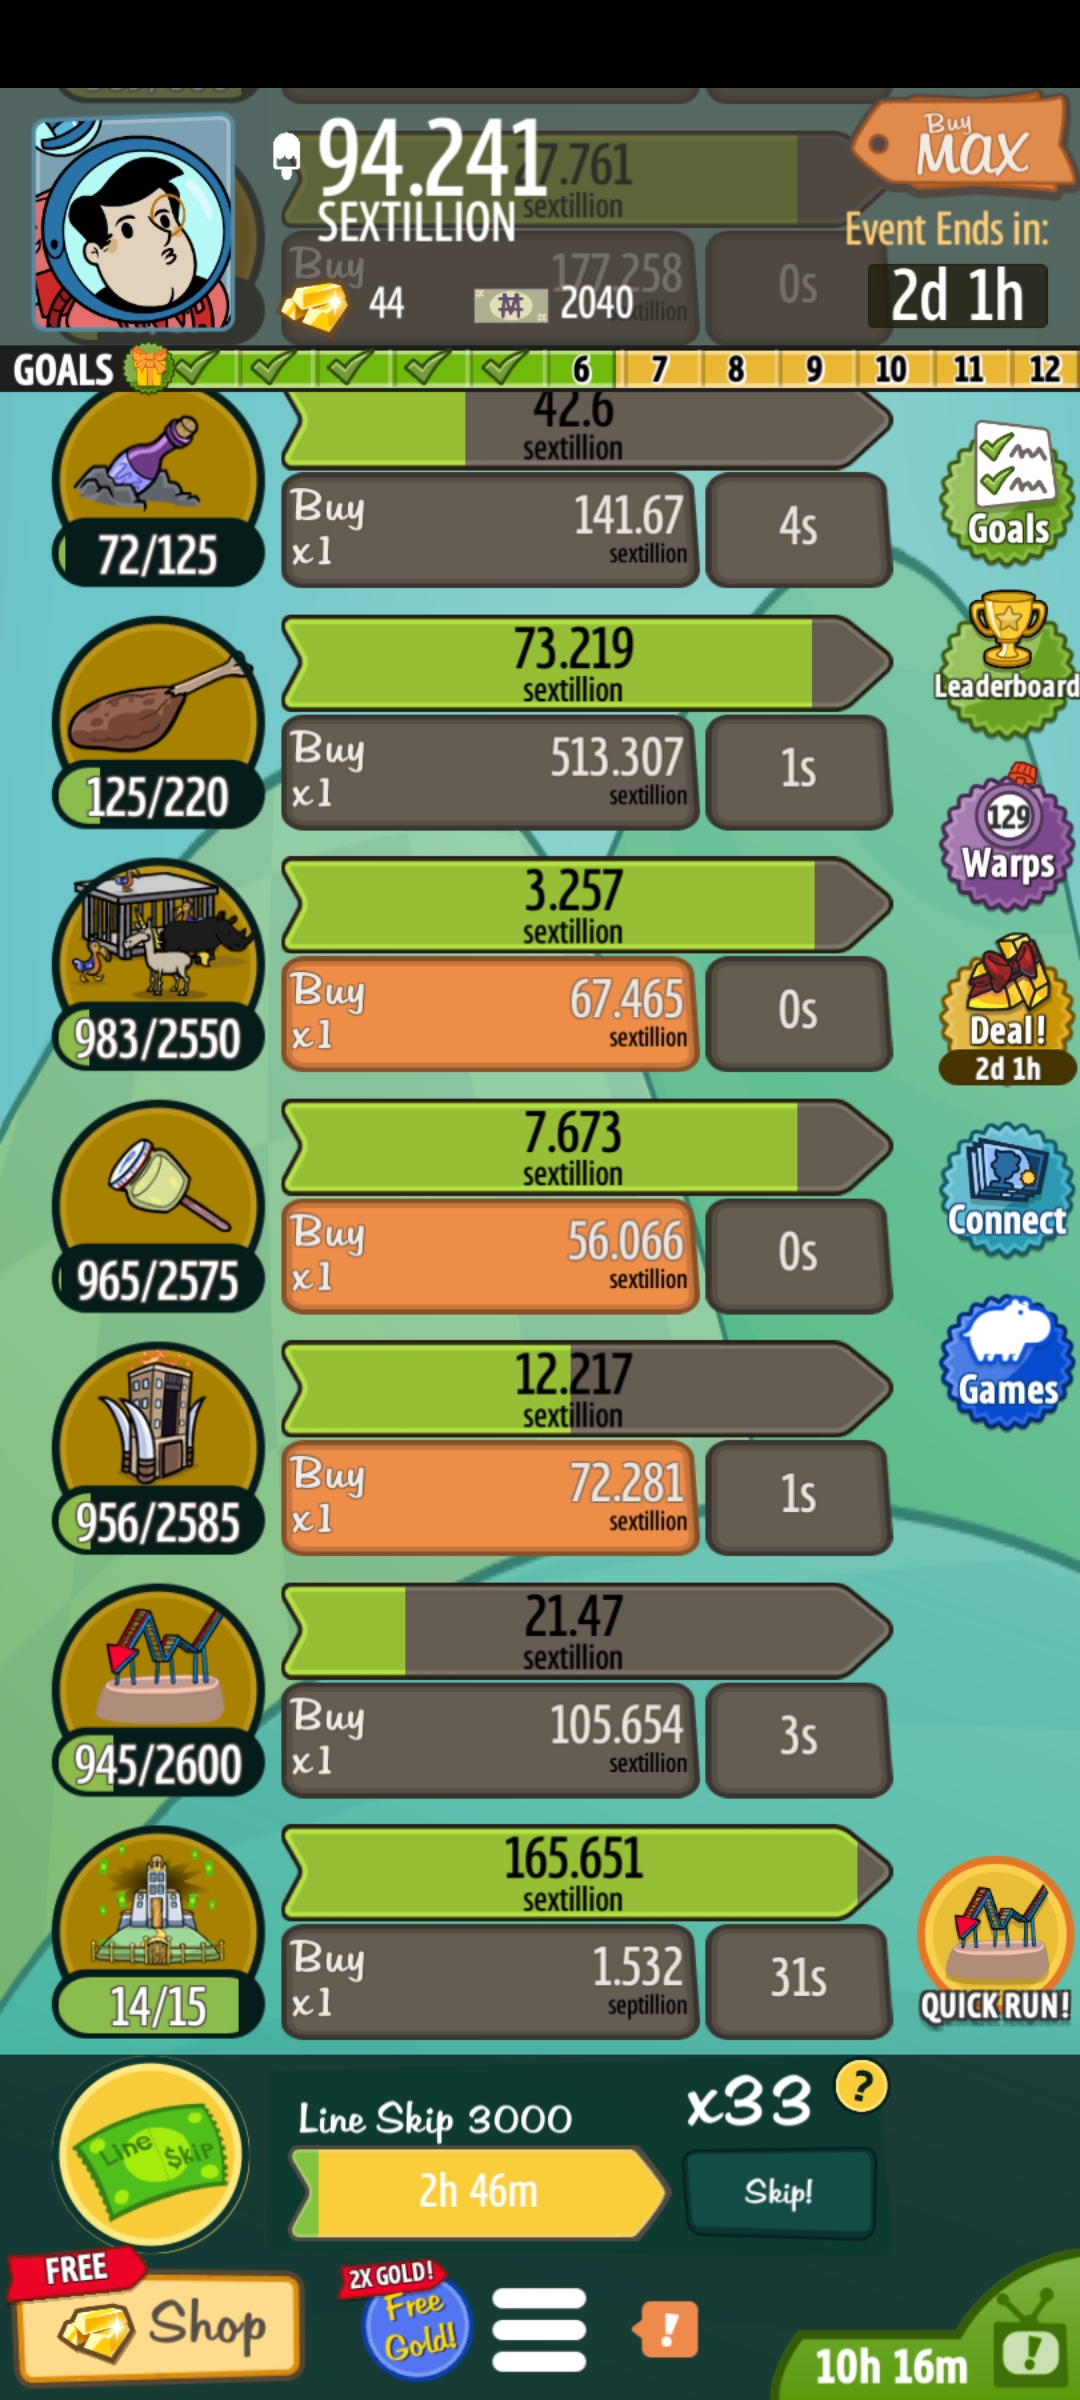 94.241
SEXTILLION
27.761
sextillion
Buy
177.258
0s
44
2040
Buy
MAX
Event Ends in:
2d 1h
GOALS
6 7 8 9 10 11 12
42.6
sextillion
72/125
Buy
x1
141.67
sextillion
4s
73.219
sextillion
125/220
Buy
x1
513.307
sextillion
1s
3.257
sextillion
983/2550
Buy
x1
67.465
sextillion
0s
7.673
sextillion
965/2575
Buy
x1
56.066
sextillion
0s
12.217
sextillion
956/2585
Buy
x1
72.281
sextillion
1s
21.47
sextillion
945/2600
Buy
x1
105.654
sextillion
3s
165.651
sextillion
14/15
Buy
x1
1.532
septillion
31s
Goals
Leaderboard
129
Warps
Deal!
2d 1h
Connect
Games
QUICK RUN!
Line $kip
Line Skip 3000
2h 46m
x33
?
Skip!
FREE
Shop
2X GOLD!
Free
Gold!
!
10h 16m
!